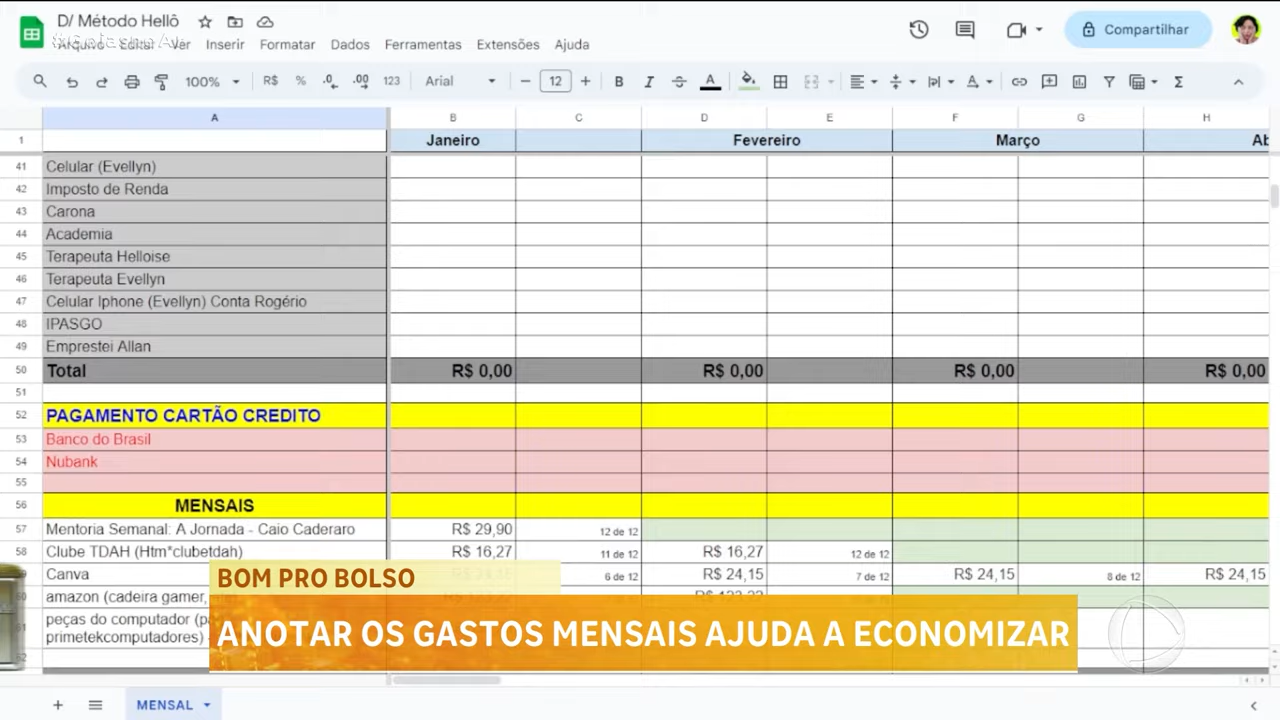 D/ Método Hellô
Arquivo Editar Ver Inserir Formatar Dados Ferramentas Extensões Ajuda
Compartilhar
100% R$ % .0 .00 123 Arial 12 B I A
A B C D E F G H
1 Janeiro Fevereiro Março Ab
41 Celular (Evellyn)
42 Imposto de Renda
43 Carona
44 Academia
45 Terapeuta Helloise
46 Terapeuta Evellyn
47 Celular Iphone (Evellyn) Conta Rogério
48 IPASGO
49 Emprestei Allan
50 Total R$ 0,00 R$ 0,00 R$ 0,00 R$ 0,00
51
52 PAGAMENTO CARTÃO CREDITO
53 Banco do Brasil
54 Nubank
55
56 MENSAIS
57 Mentoria Semanal: A Jornada - Caio Caderaro R$ 29,90 12 de 12
58 Clube TDAH (Htm*clubetdah) R$ 16,27 11 de 12 R$ 16,27 12 de 12
Canva 6 de 12 R$ 24,15 7 de 12 R$ 24,15 8 de 12 R$ 24,15
BOM PRO BOLSO
amazon (cadeira gamer,
peças do computador
primetekcomputadores)
ANOTAR OS GASTOS MENSAIS AJUDA A ECONOMIZAR
MENSAL